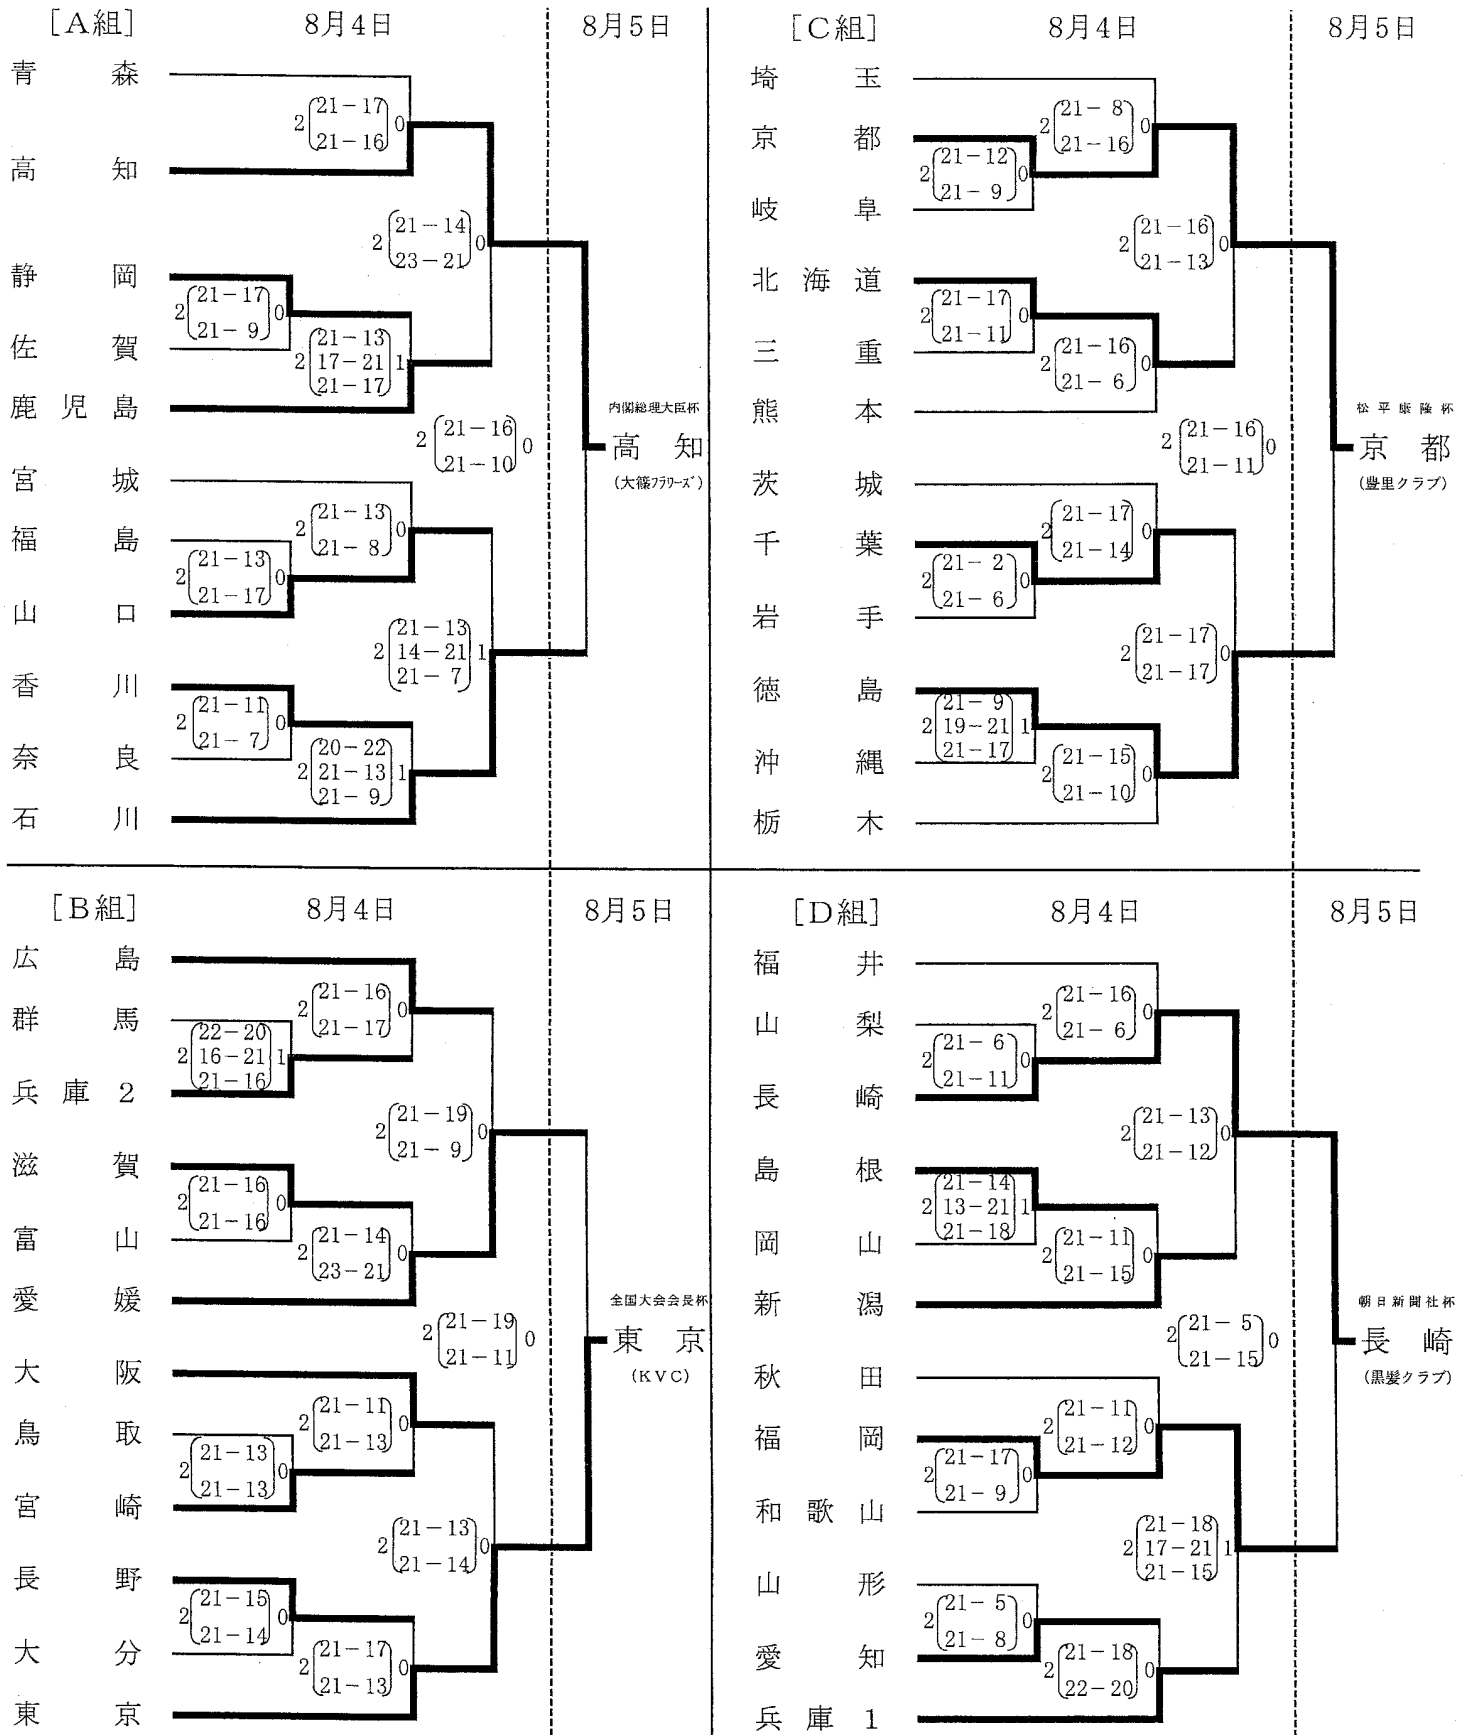 [A組] 8月4日 8月5日
青森
2 21-17 0
21-16
高知
2 21-14 0
23-21
静岡
2 21-17 0
21-9
佐賀
2 21-13 1
17-21
21-17
鹿児島
内閣総理大臣杯
2 21-16 0
21-10
高知
(大篠フラワーズ)
宮城
2 21-13 0
21-8
福島
2 21-13 0
21-17
山口
2 21-13 1
14-21
21-7
香川
2 21-11 0
21-7
奈良
2 20-22 1
21-13
21-9
石川
[C組] 8月4日 8月5日
埼玉
2 21-8 0
21-16
京都
2 21-12 0
21-9
岐阜
2 21-16 0
21-13
北海道
2 21-17 0
21-11
三重
2 21-16 0
21-6
熊本
松平康隆杯
2 21-16 0
21-11
京都
(豊里クラブ)
茨城
2 21-17 0
21-14
千葉
2 21-2 0
21-6
岩手
2 21-17 0
21-17
徳島
2 21-9 1
19-21
21-17
沖縄
2 21-15 0
21-10
栃木
[B組] 8月4日 8月5日
広島
2 21-16 0
21-17
群馬
2 22-20 1
16-21
21-16
兵庫2
2 21-19 0
21-9
滋賀
2 21-16 0
21-16
富山
2 21-14 0
23-21
愛媛
全国大会会長杯
2 21-19 0
21-11
東京
(KVC)
大阪
2 21-11 0
21-13
鳥取
2 21-13 0
21-13
宮崎
2 21-13 0
21-14
長野
2 21-15 0
21-14
大分
2 21-17 0
21-13
東京
[D組] 8月4日 8月5日
福井
2 21-16 0
21-6
山梨
2 21-6 0
21-11
長崎
2 21-13 0
21-12
島根
2 21-14 1
13-21
21-18
岡山
2 21-11 0
21-15
新潟
朝日新聞社杯
2 21-5 0
21-15
長崎
(黒髪クラブ)
秋田
2 21-11 0
21-12
福岡
2 21-17 0
21-9
和歌山
2 21-18 1
17-21
21-15
山形
2 21-5 0
21-8
愛知
2 21-18 0
22-20
兵庫1